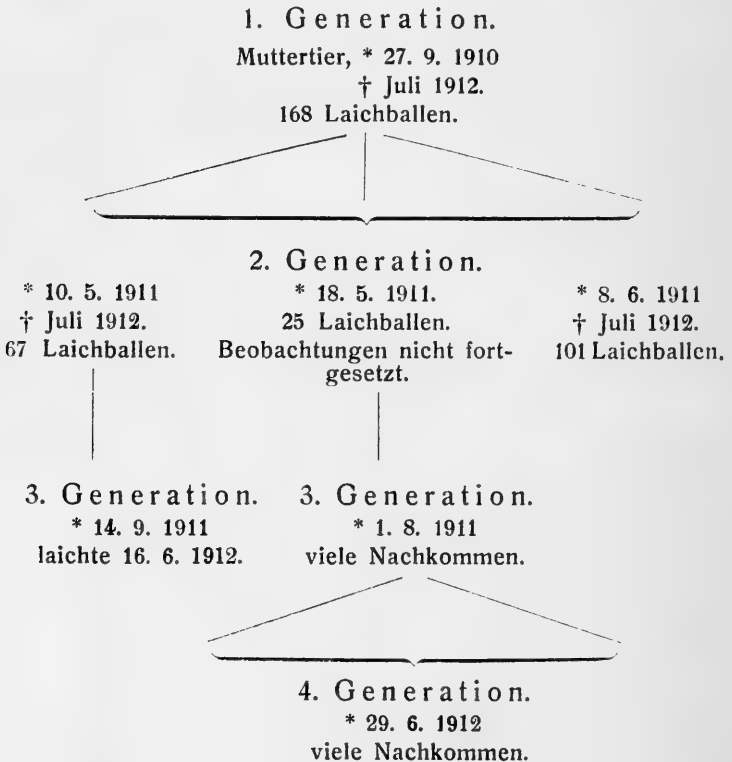 1. Generation.
Muttertier, * 27. 9. 1910
† Juli 1912.
168 Laichballen.
2. Generation.
* 10. 5. 1911
† Juli 1912.
67 Laichballen.
* 18. 5. 1911.
25 Laichballen.
Beobachtungen nicht fort-
gesetzt.
* 8. 6. 1911
† Juli 1912.
101 Laichballen.
3. Generation.
* 14. 9. 1911
laichte 16. 6. 1912.
3. Generation.
* 1. 8. 1911
viele Nachkommen.
4. Generation.
* 29. 6. 1912
viele Nachkommen.